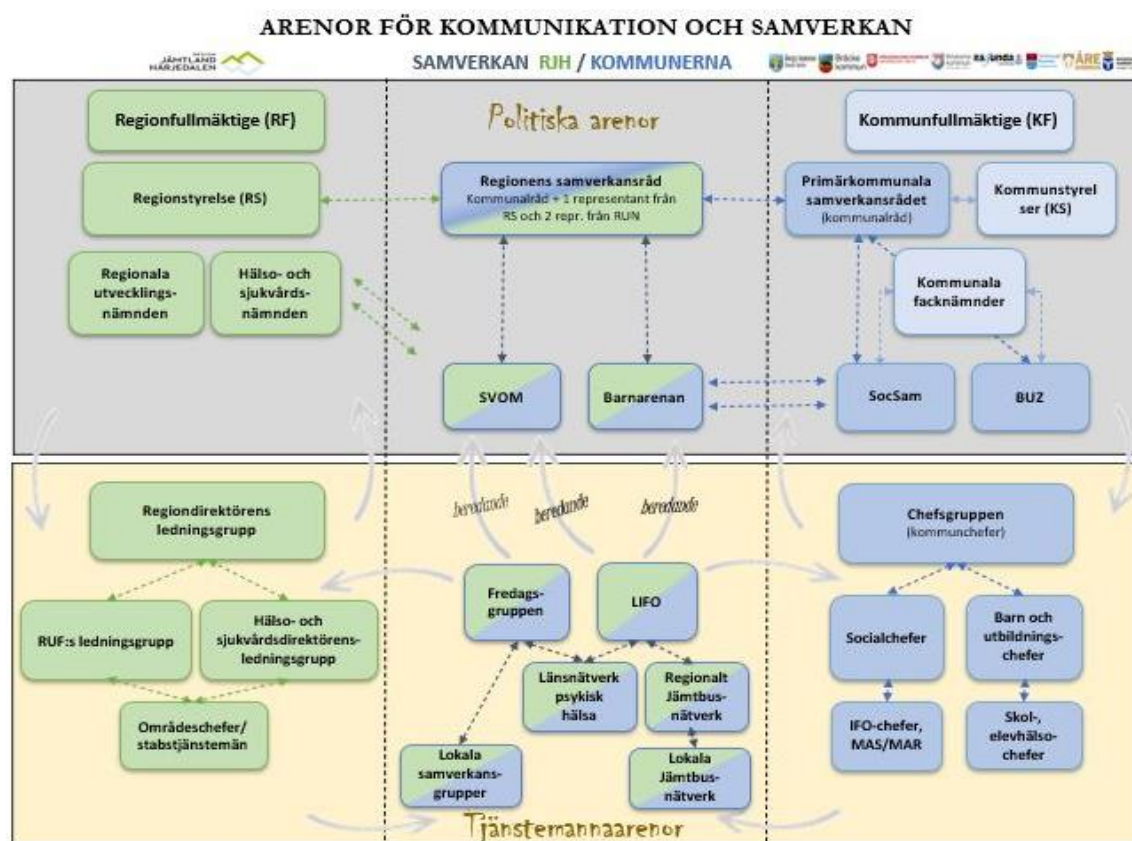 ARENOR FÖR KOMMUNIKATION OCH SAMVERKAN
JÄMTLAND
HÄRJEDALEN
SAMVERKAN RJH / KOMMUNERNA
Bräcke
kommun
ÅRE
Regionfullmäktige (RF)
Politiska arenor
Kommunfullmäktige (KF)
Regionstyrelse (RS)
Regionens samverkansråd
Kommunalråd + 1 representant från
RS och 2 repr. från RUN
Primärkommunala
samverkansrådet
(kommunalråd)
Kommunstyrel
ser (KS)
Regionala
utvecklings-
nämnden
Hälso- och
sjukvårds-
nämnden
Kommunala
facknämnder
SVOM
Barnarenan
SocSam
BUZ
beredande
beredande
beredande
Regiondirektörens
ledningsgrupp
Chefsgruppen
(kommunchefer)
Fredags-
gruppen
LIFO
RUF:s ledningsgrupp
Hälso- och
sjukvårdsdirektörens-
ledningsgrupp
Socialchefer
Barn och
utbildnings-
chefer
Länsnätverk
psykisk
hälsa
Regionalt
Jämtbus-
nätverk
Områdeschefer/
stabstjänstemän
IFO-chefer,
MAS/MAR
Skol-,
elevhälso-
chefer
Lokala
samverkans-
grupper
Lokala
Jämtbus-
nätverk
Tjänstemannaarenor